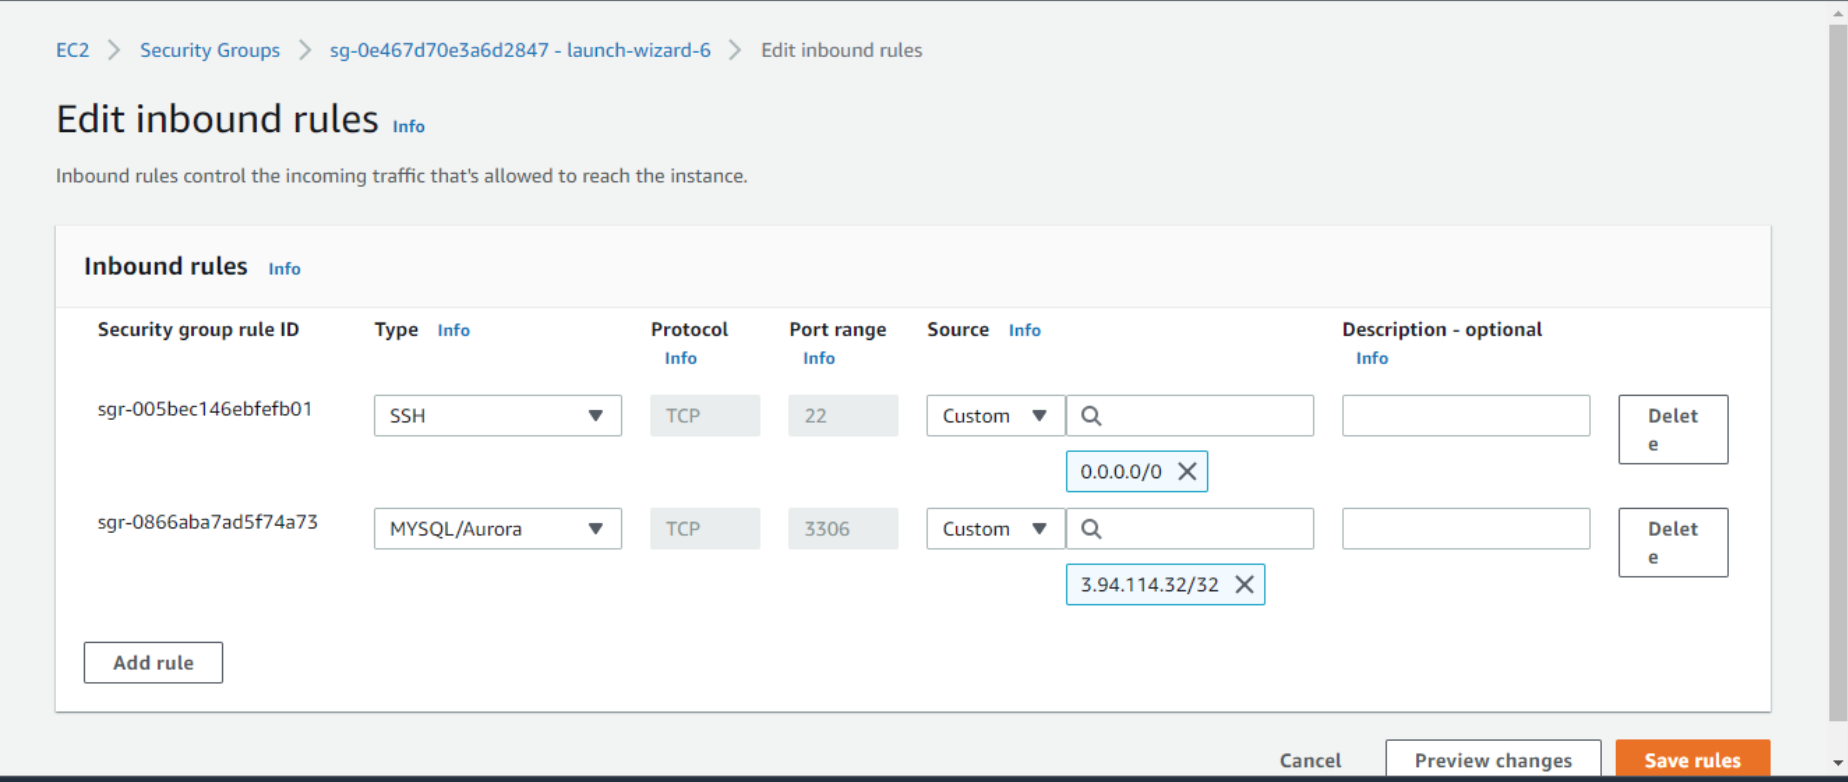 EC2 > Security Groups > sg-0e467d70e3a6d2847 - launch-wizard-6 > Edit inbound rules
Edit inbound rules Info
Inbound rules control the incoming traffic that's allowed to reach the instance.
Inbound rules Info
Security group rule ID Type Info Protocol Info Port range Info Source Info Description - optional Info
sgr-005bec146ebfefb01 SSH TCP 22 Custom Delete
0.0.0.0/0
sgr-0866aba7ad5f74a73 MYSQL/Aurora TCP 3306 Custom Delete
3.94.114.32/32
Add rule
Cancel Preview changes Save rules